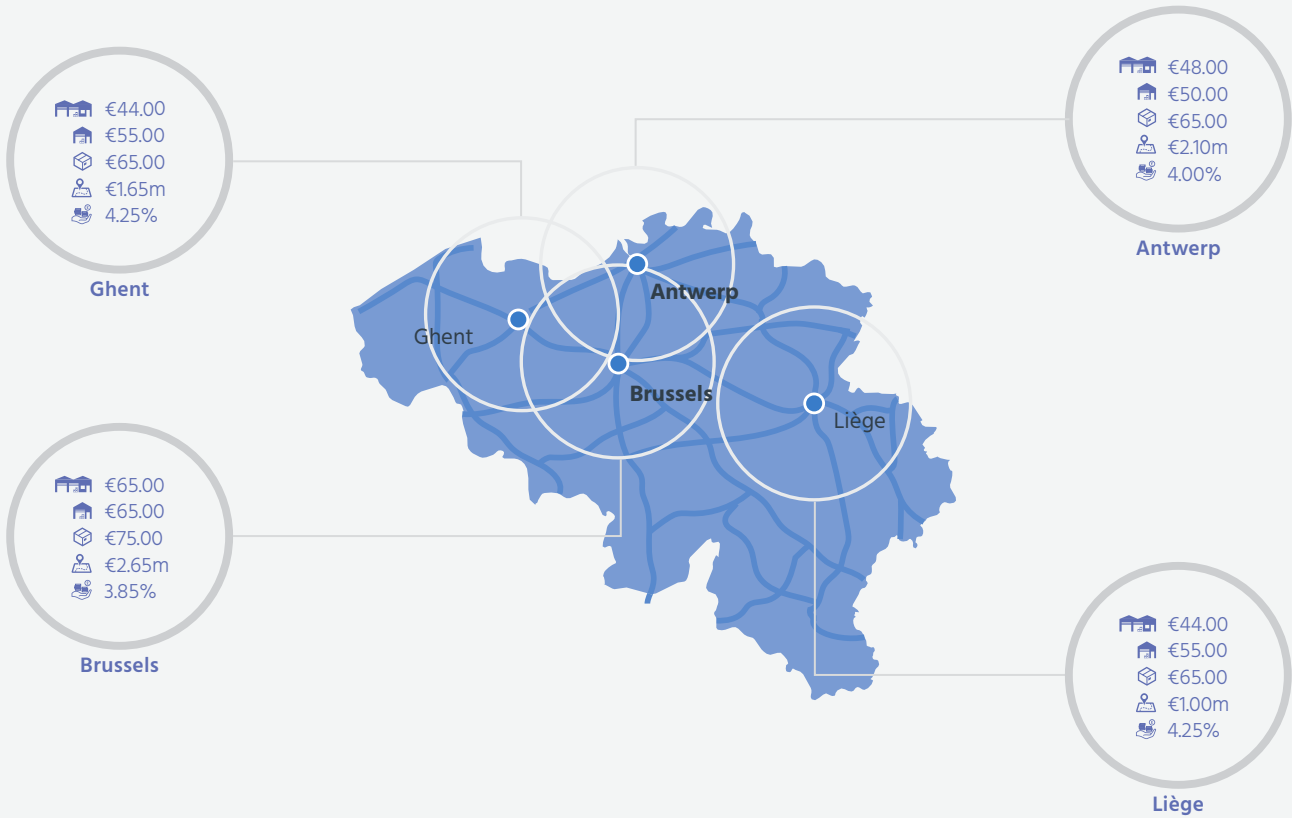 €44.00
€55.00
€65.00
€1.65m
4.25%
Ghent
€48.00
€50.00
€65.00
€2.10m
4.00%
Antwerp
Antwerp
Ghent
Brussels
Liège
€65.00
€65.00
€75.00
€2.65m
3.85%
Brussels
€44.00
€55.00
€65.00
€1.00m
4.25%
Liège